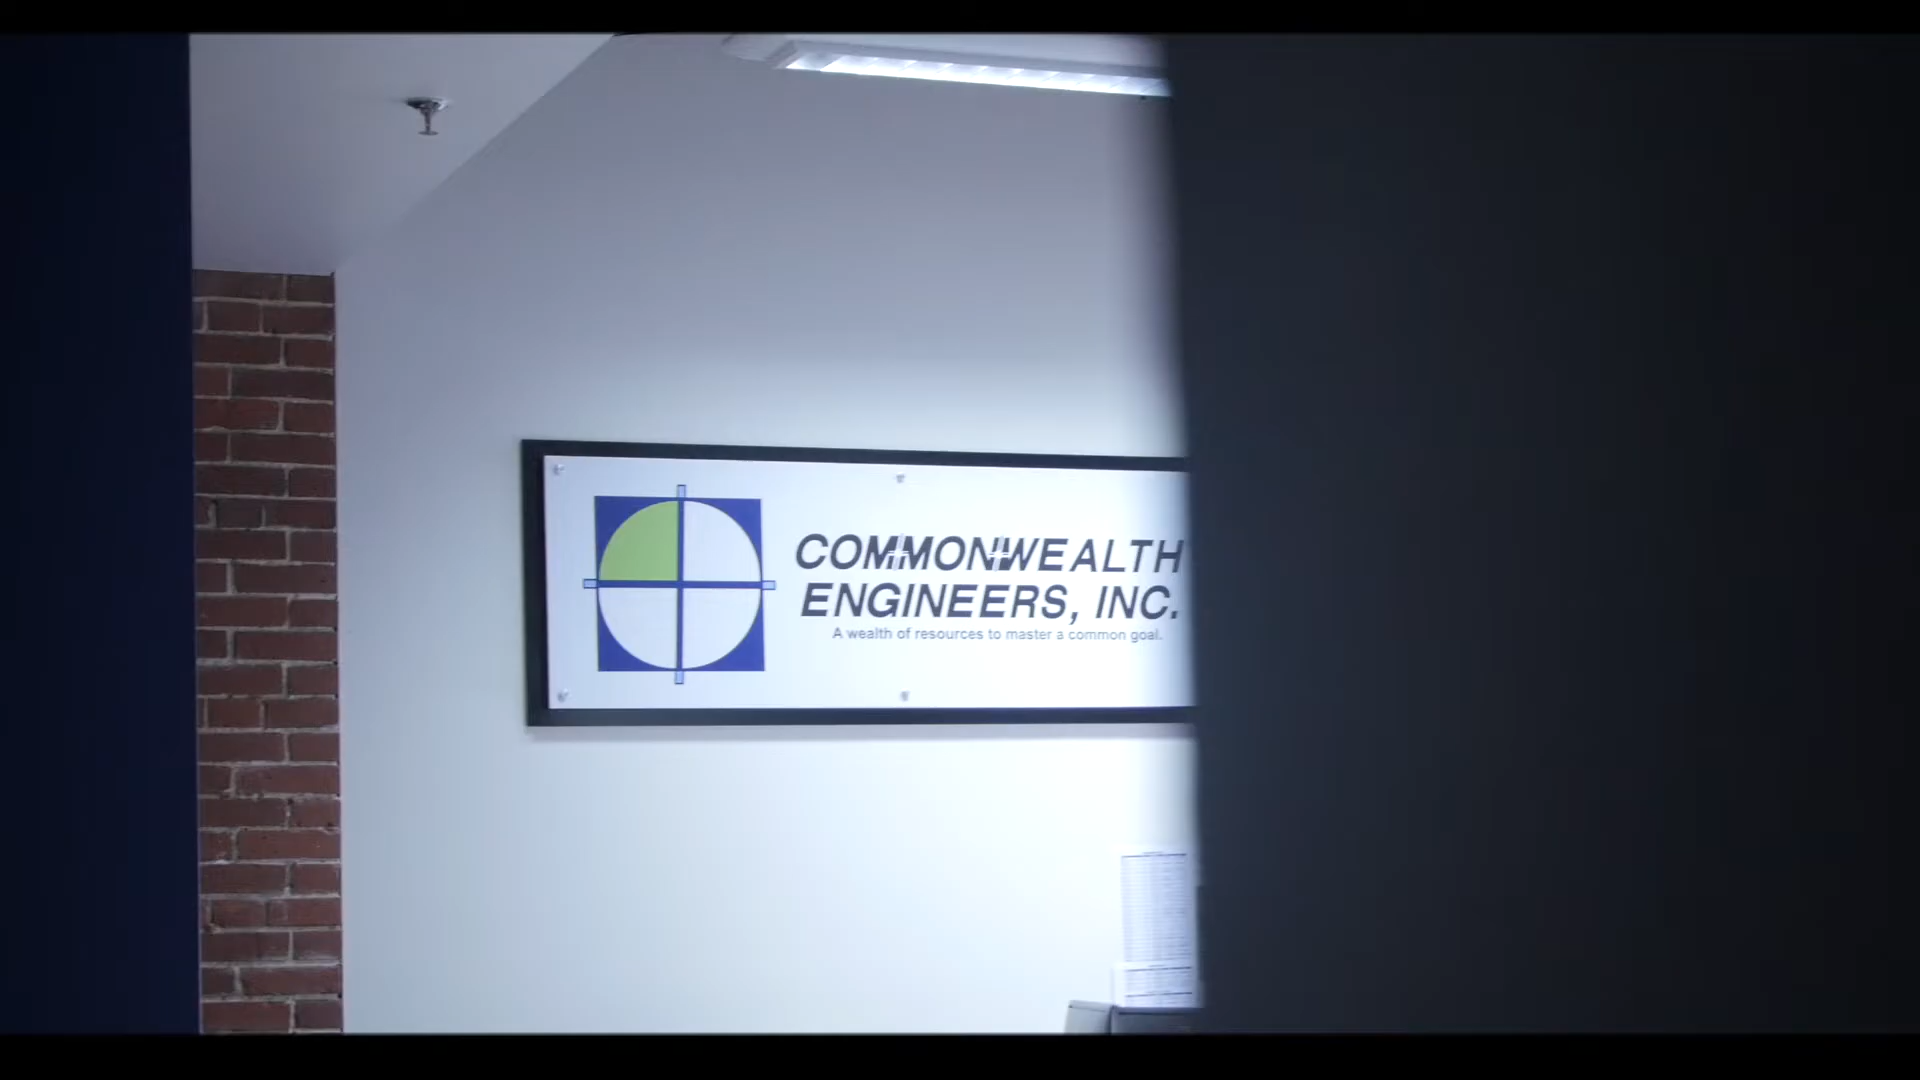 COMMONWEALTH
ENGINEERS, INC.
A wealth of resources to master a common goal.